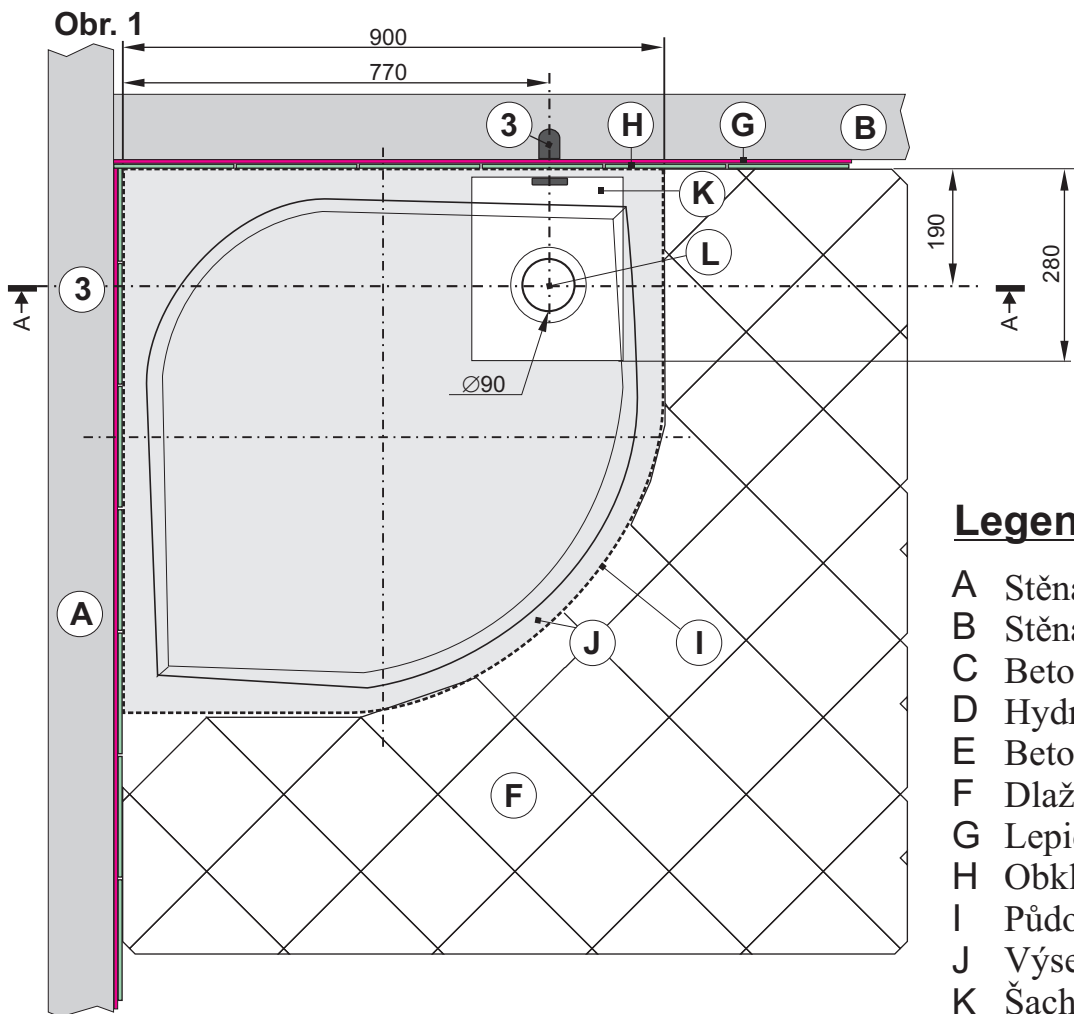 Obr. 1
900
770
3
H
G
B
K
L
190
280
3
A
A
Ø90
A
J
I
F
Legen
A Stěna
B Stěna
C Beto
D Hydr
E Beto
F Dlaž
G Lepi
H Obkl
I Půdo
J Výse
K Šach